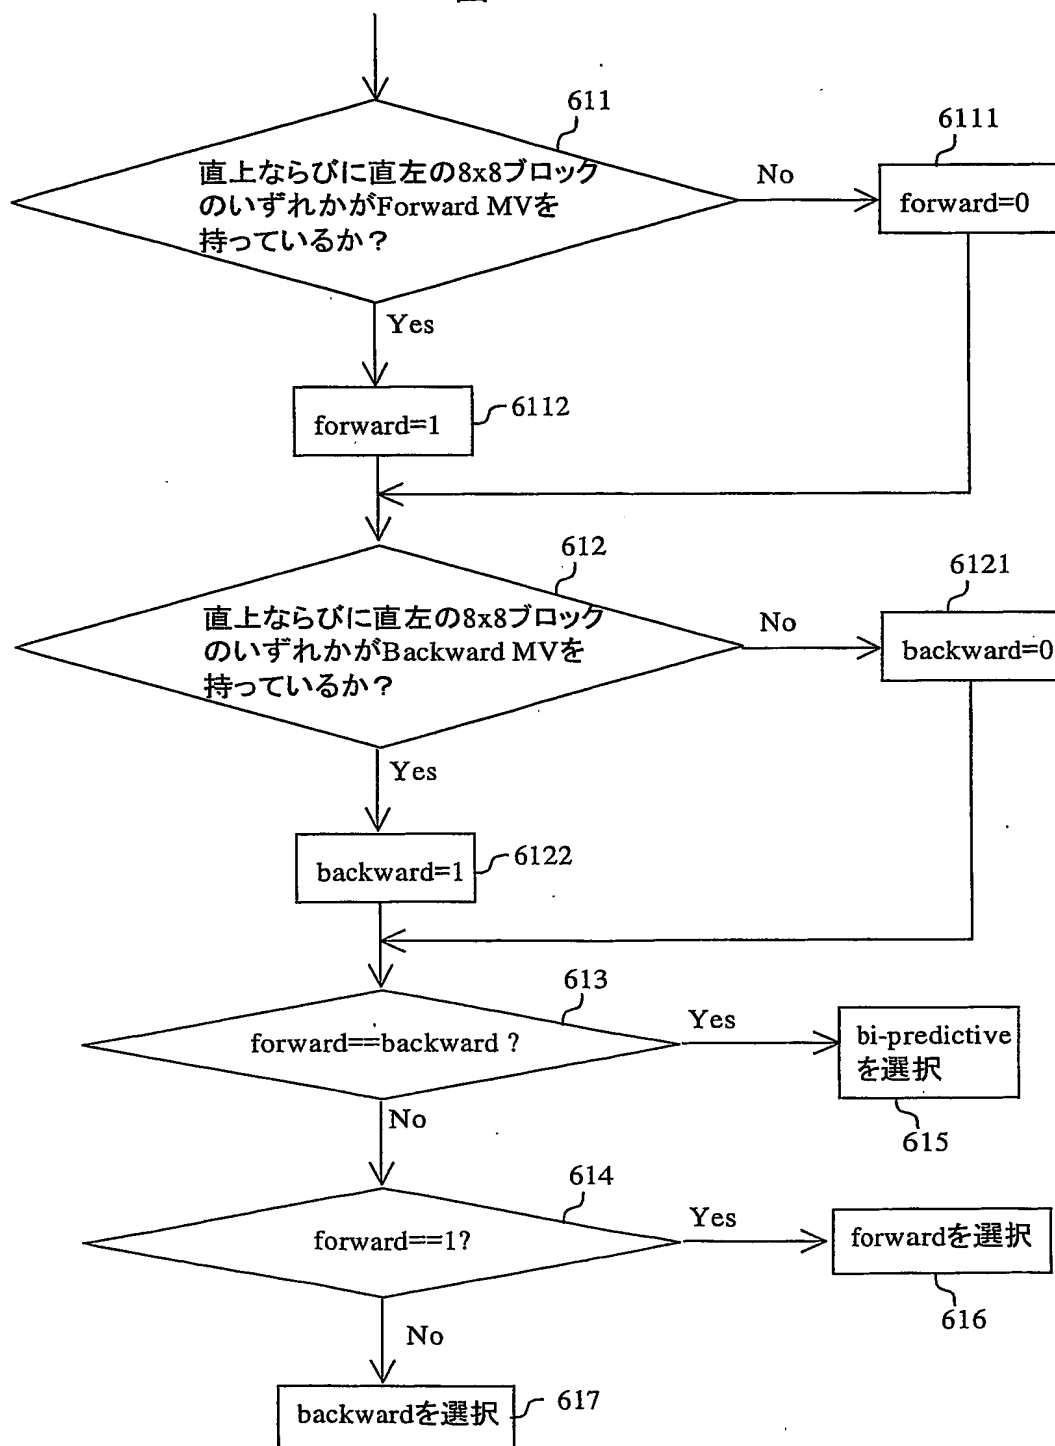 611
6111
直上ならびに直左の8x8ブロック
のいずれかがForward MVを
持っているか？
No
forward=0
Yes
forward=1
6112
612
6121
直上ならびに直左の8x8ブロック
のいずれかがBackward MVを
持っているか？
No
backward=0
Yes
backward=1
6122
613
forward==backward ?
Yes
bi-predictive
を選択
615
No
614
forward==1?
Yes
forwardを選択
616
No
backwardを選択
617